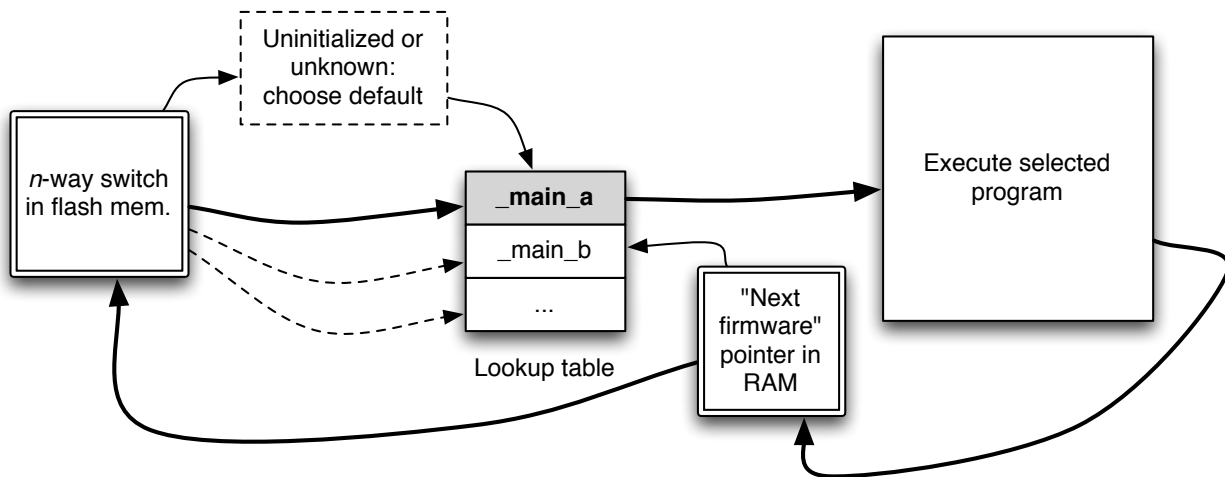 Uninitialized or
unknown:
choose default
n-way switch
in flash mem.
_main_a
_main_b
...
Lookup table
"Next
firmware"
pointer in
RAM
Execute selected
program